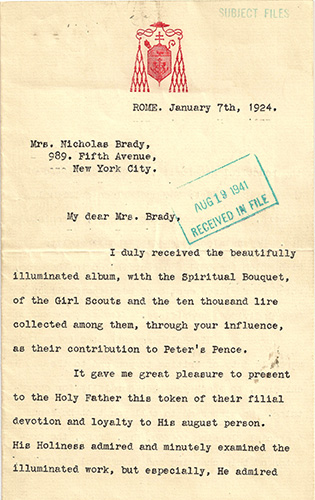 SUBJECT FILES
ROME. January 7th, 1924.
Mrs. Nicholas Brady,
989. Fifth Avenue,
New York City.
AUG 19 1941
RECEIVED IN FILE
My dear Mrs. Brady,
I duly received the beautifully
illuminated album, with the Spiritual Bouquet,
of the Girl Scouts and the ten thousand lire
collected among them, through your influence,
as their contribution to Peter's Pence.
It gave me great pleasure to present
to the Holy Father this token of their filial
devotion and loyalty to His august person.
His Holiness admired and minutely examined the
illuminated work, but especially, He admired